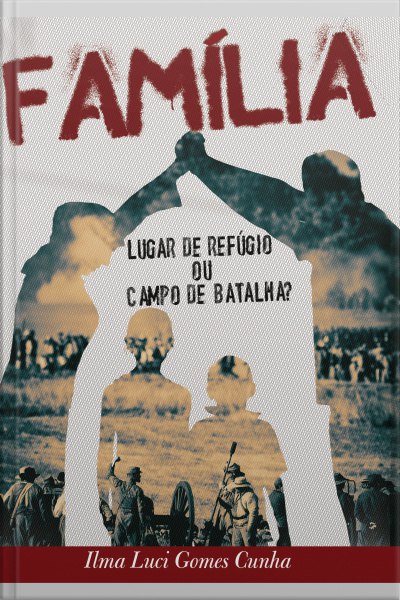 FAMÍLIA
LUGAR DE REFÚGIO
OU
CAMPO DE BATALHA?
Ilma Luci Gomes Cunha